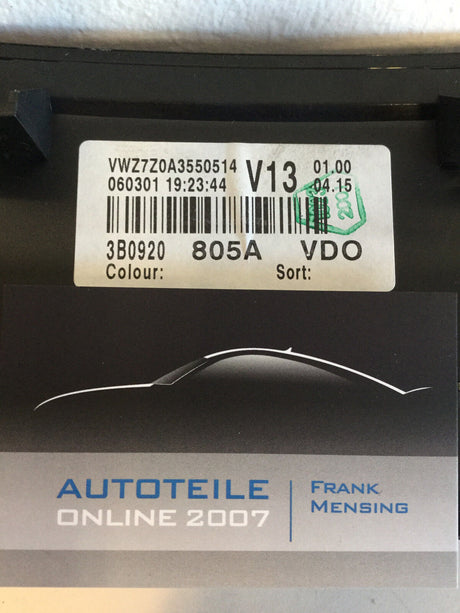 VWZ7Z0A3550514 V13 01.00
060301 19:23:44 04.15
3B0920 805A VDO
Colour: Sort:
AUTOTEILE
ONLINE 2007
FRANK
MENSING